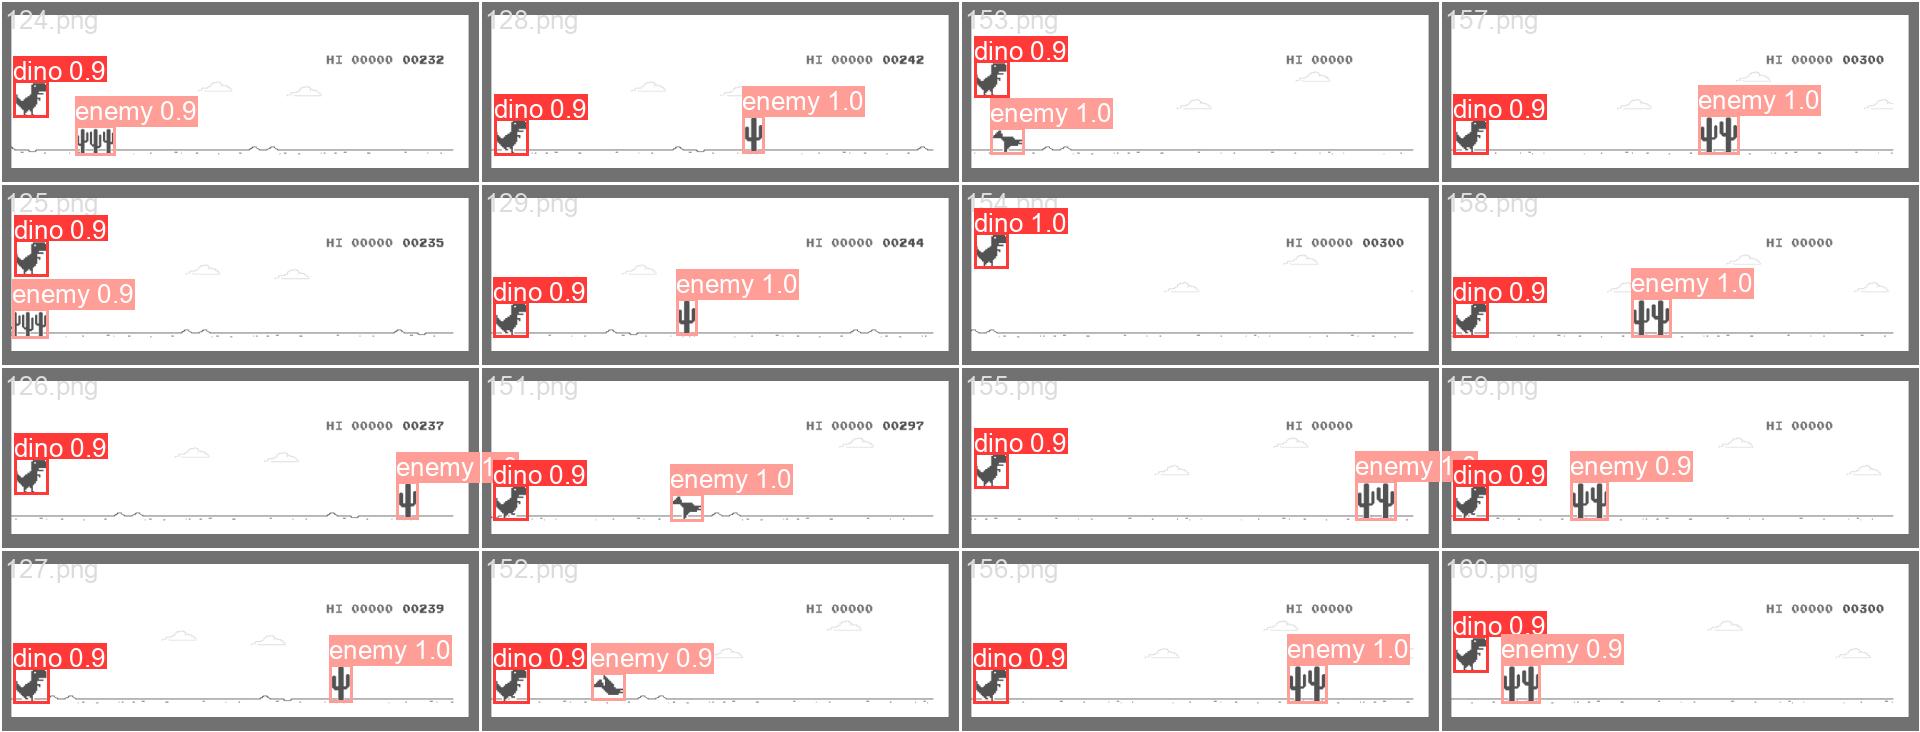 124.png
HI 00000 00232
dino 0.9
enemy 0.9
128.png
HI 00000 00242
enemy 1.0
dino 0.9
153.png
dino 0.9
HI 00000
enemy 1.0
157.png
HI 00000 00300
enemy 1.0
dino 0.9
125.png
dino 0.9
HI 00000 00235
enemy 0.9
129.png
HI 00000 00244
enemy 1.0
dino 0.9
154.png
dino 1.0
HI 00000 00300
158.png
HI 00000
enemy 1.0
dino 0.9
126.png
HI 00000 00237
dino 0.9
enemy 1.0
151.png
HI 00000 00297
dino 0.9
enemy 1.0
155.png
HI 00000
dino 0.9
enemy 1.0
159.png
HI 00000
enemy 0.9
dino 0.9
127.png
HI 00000 00239
enemy 1.0
dino 0.9
152.png
HI 00000
dino 0.9
enemy 0.9
156.png
HI 00000
enemy 1.0
dino 0.9
160.png
HI 00000 00300
dino 0.9
enemy 0.9